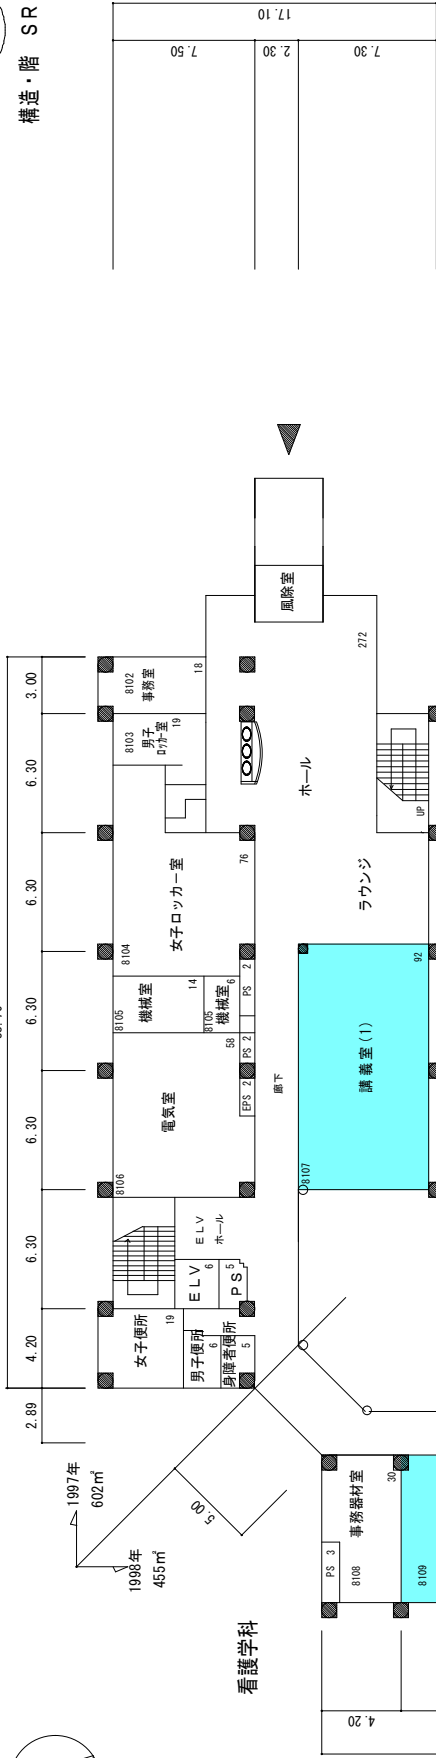 構造・階 SR
17.10
7.50
2.30
7.30
3.00
6.30
6.30
6.30
6.30
6.30
4.20
2.89
風除室
272
8102
事務室
18
8103
男子
ﾛｯｶｰ室
19
ホール
UP
女子ロッカー室
8104
76
ラウンジ
8105
機械室
14
8105
機械室
6
PS 2
PS 2
EPS 2
58
電気室
8106
廊下
講義室(1)
92
8107
ELV
ホール
ELV
6
PS
5
女子便所
19
男子便所
6
身障者便所
5
1997年
602㎡
1998年
455㎡
5.00
看護学科
事務器材室
30
PS 3
8108
8109
4.20